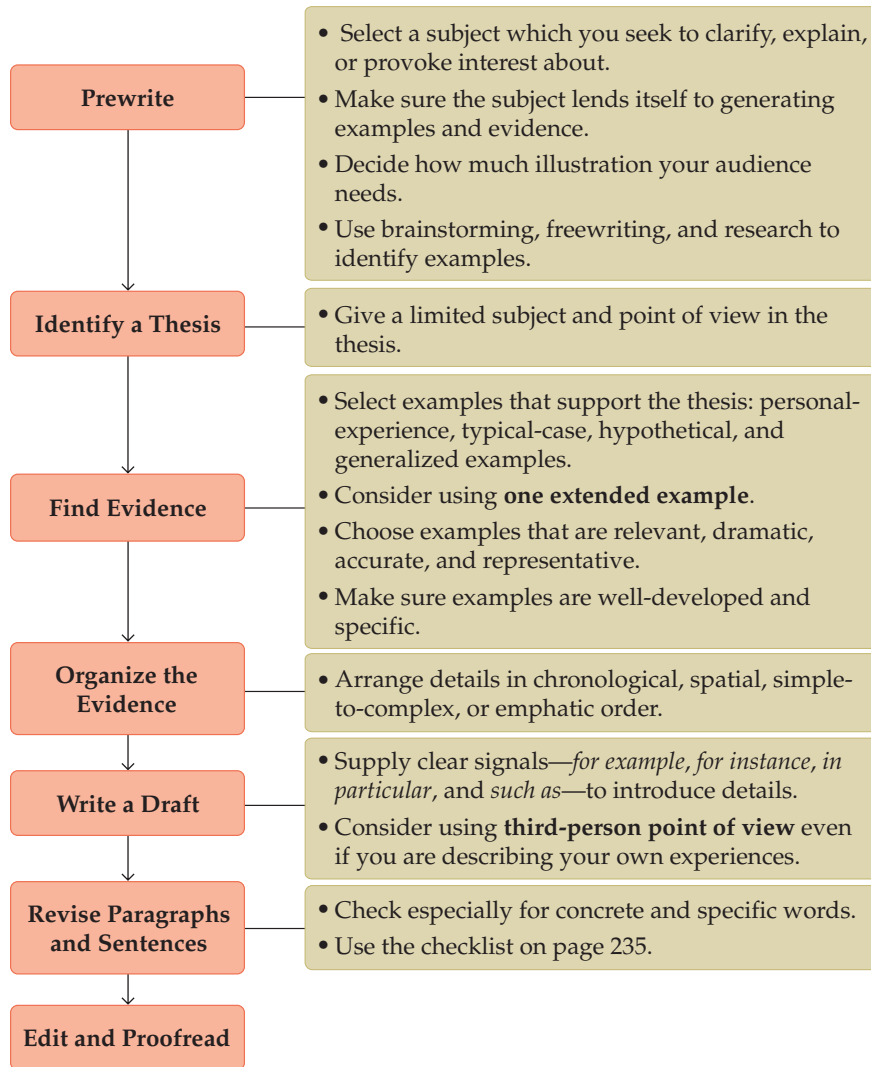 Prewrite
• Select a subject which you seek to clarify, explain,
or provoke interest about.
• Make sure the subject lends itself to generating
examples and evidence.
• Decide how much illustration your audience
needs.
• Use brainstorming, freewriting, and research to
identify examples.
Identify a Thesis
• Give a limited subject and point of view in the
thesis.
Find Evidence
• Select examples that support the thesis: personal-
experience, typical-case, hypothetical, and
generalized examples.
• Consider using one extended example.
• Choose examples that are relevant, dramatic,
accurate, and representative.
• Make sure examples are well-developed and
specific.
Organize the
Evidence
• Arrange details in chronological, spatial, simple-
to-complex, or emphatic order.
Write a Draft
• Supply clear signals—for example, for instance, in
particular, and such as—to introduce details.
• Consider using third-person point of view even
if you are describing your own experiences.
Revise Paragraphs
and Sentences
• Check especially for concrete and specific words.
• Use the checklist on page 235.
Edit and Proofread